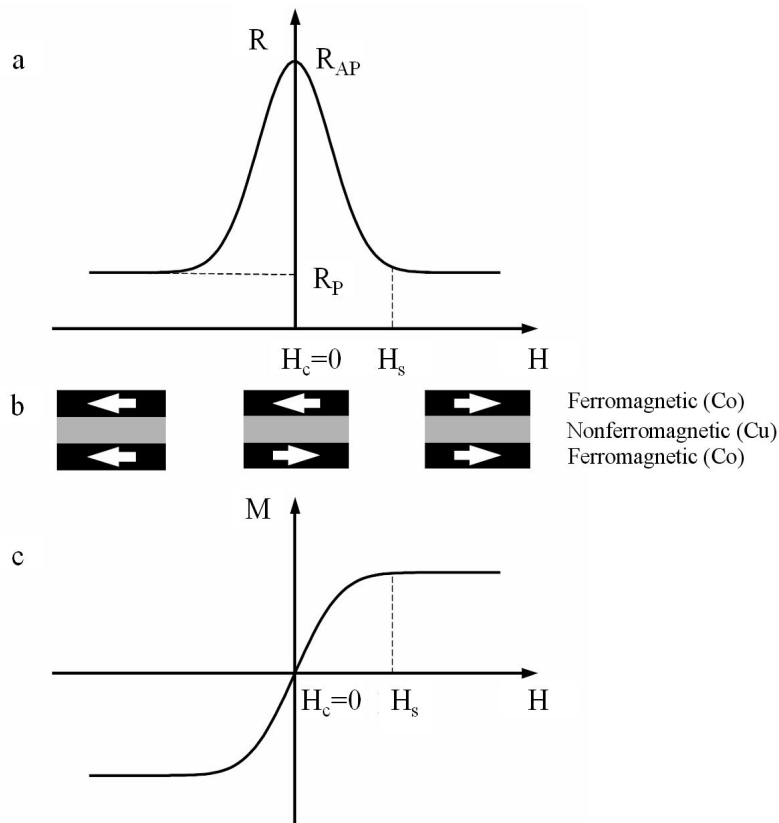 R
a
R_AP
R_P
H_c=0 H_s H
b
Ferromagnetic (Co)
Nonferromagnetic (Cu)
Ferromagnetic (Co)
M
c
H_c=0 H_s H